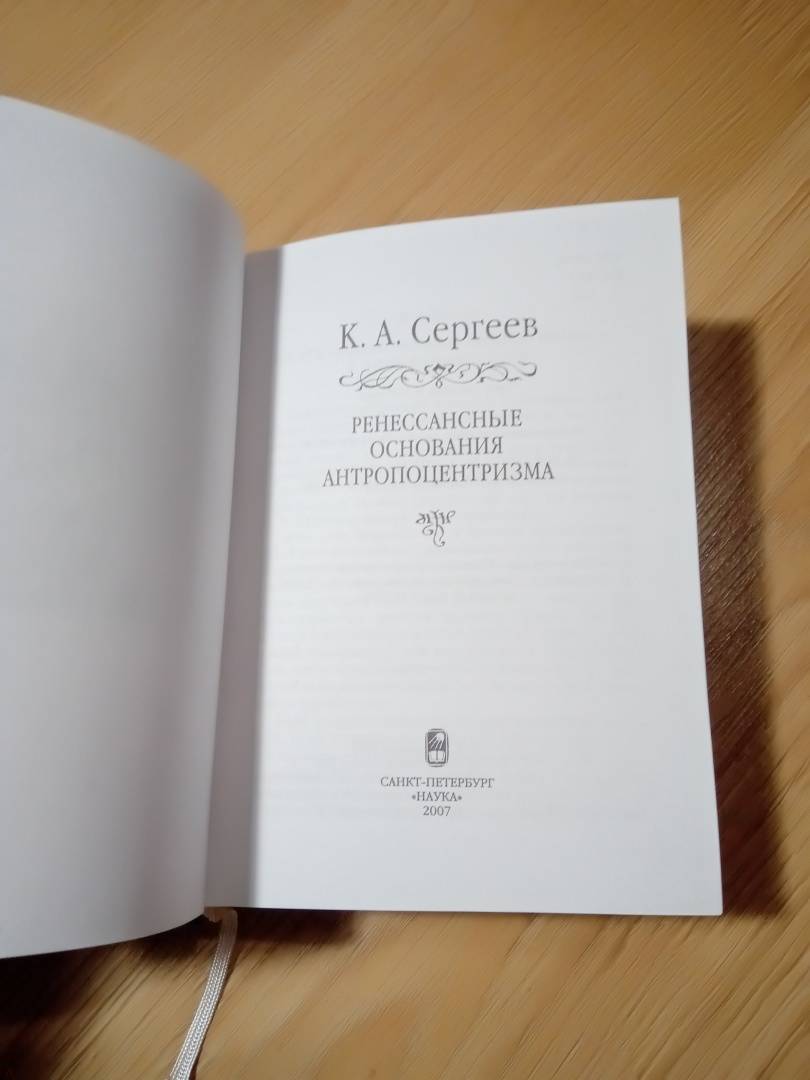 К. А. Сергеев
РЕНЕССАНСНЫЕ
ОСНОВАНИЯ
АНТРОПОЦЕНТРИЗМА
САНКТ-ПЕТЕРБУРГ
«НАУКА»
2007